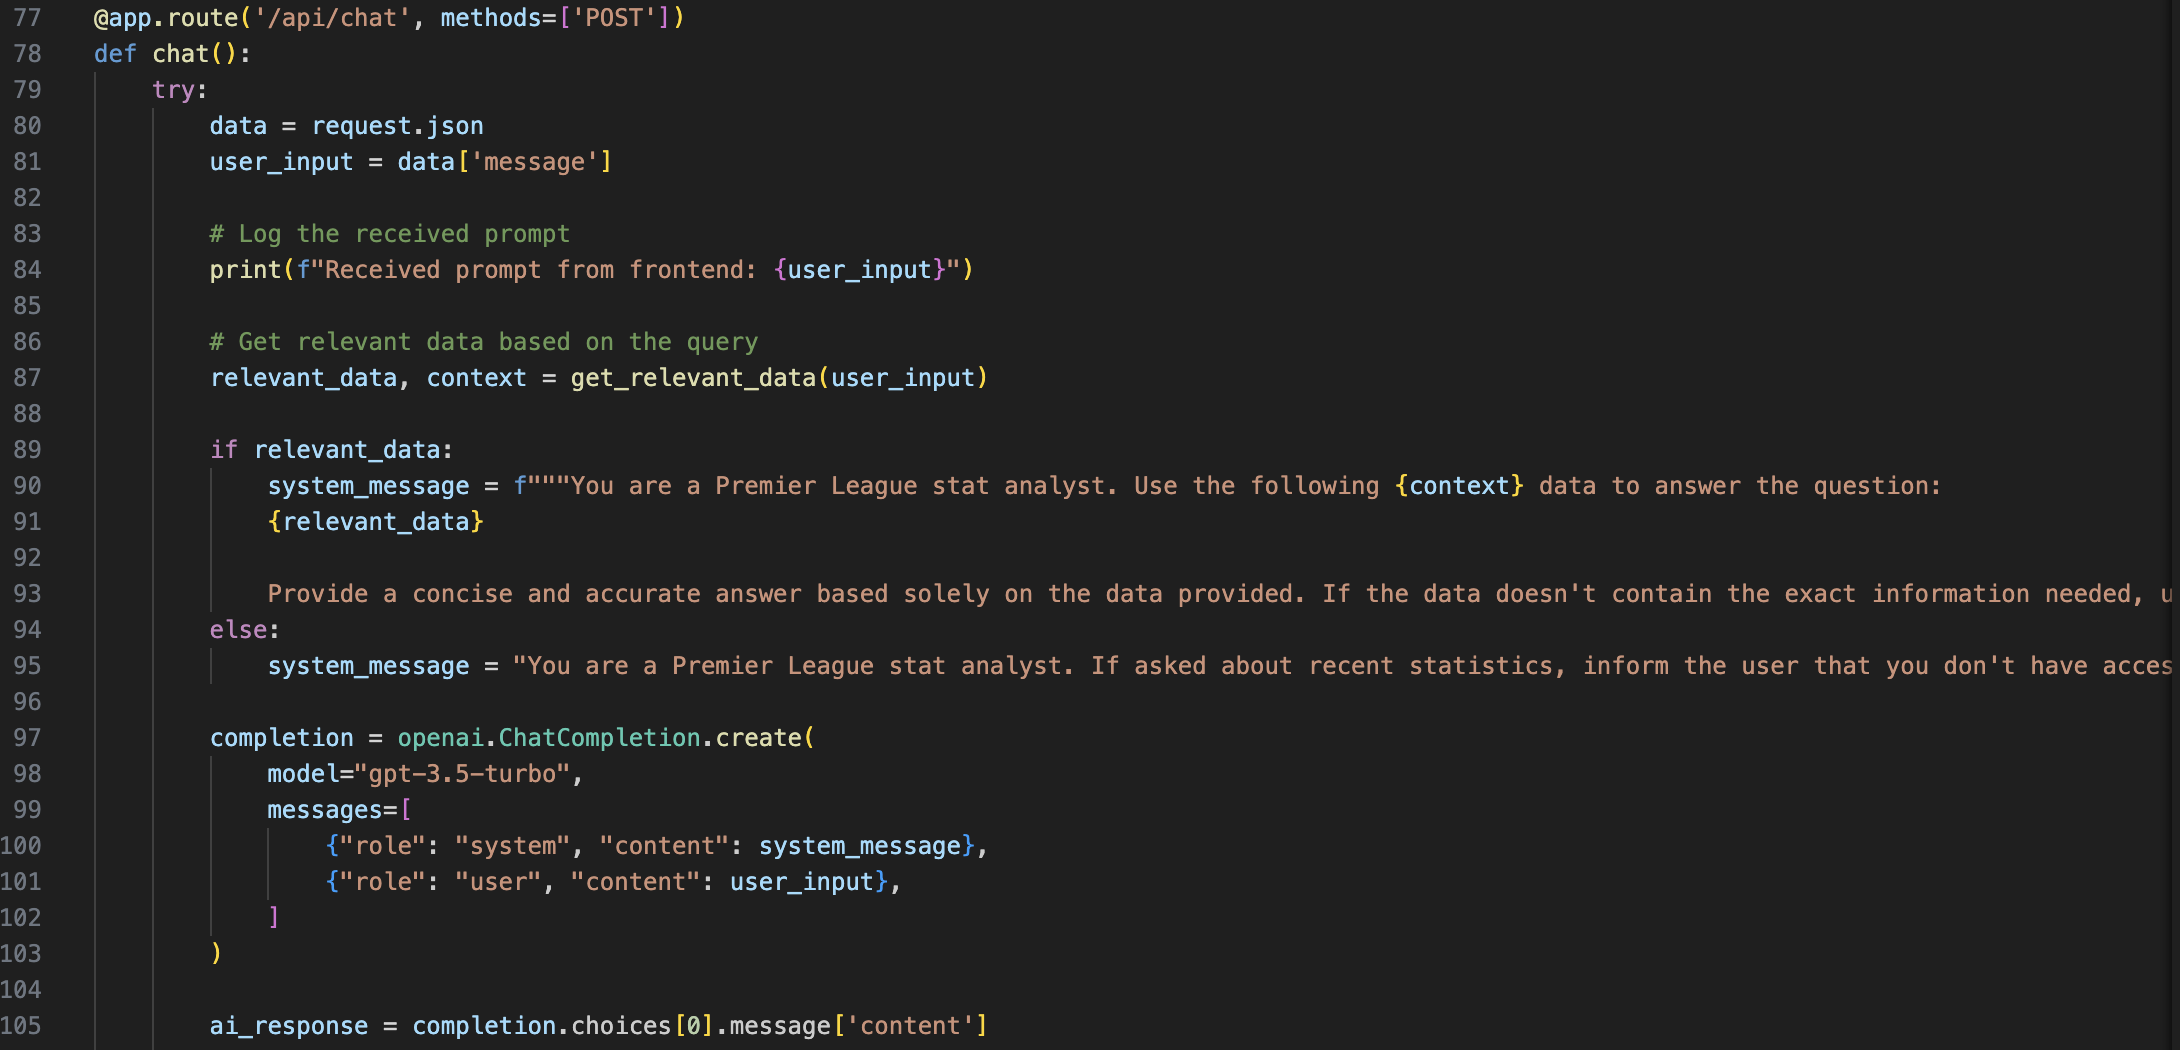 77 @app.route('/api/chat', methods=['POST'])
78 def chat():
79 try:
80 data = request.json
81 user_input = data['message']
82
83 # Log the received prompt
84 print(f"Received prompt from frontend: {user_input}")
85
86 # Get relevant data based on the query
87 relevant_data, context = get_relevant_data(user_input)
88
89 if relevant_data:
90 system_message = f"""You are a Premier League stat analyst. Use the following {context} data to answer the question:
91 {relevant_data}
92
93 Provide a concise and accurate answer based solely on the data provided. If the data doesn't contain the exact information needed,
94 else:
95 system_message = "You are a Premier League stat analyst. If asked about recent statistics, inform the user that you don't have
96
97 completion = openai.ChatCompletion.create(
98 model="gpt-3.5-turbo",
99 messages=[
100 {"role": "system", "content": system_message},
101 {"role": "user", "content": user_input},
102 ]
103 )
104
105 ai_response = completion.choices[0].message['content']